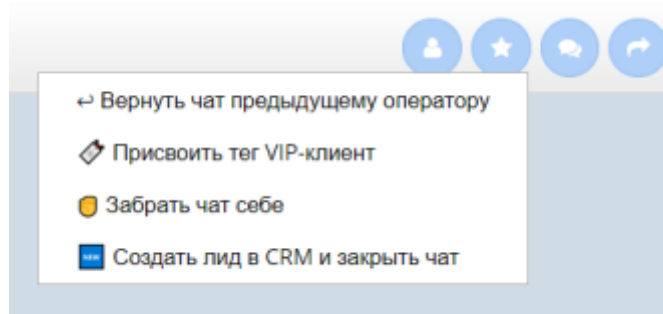 Вернуть чат предыдущему оператору
Присвоить тег VIP-клиент
Забрать чат себе
Создать лид в CRM и закрыть чат